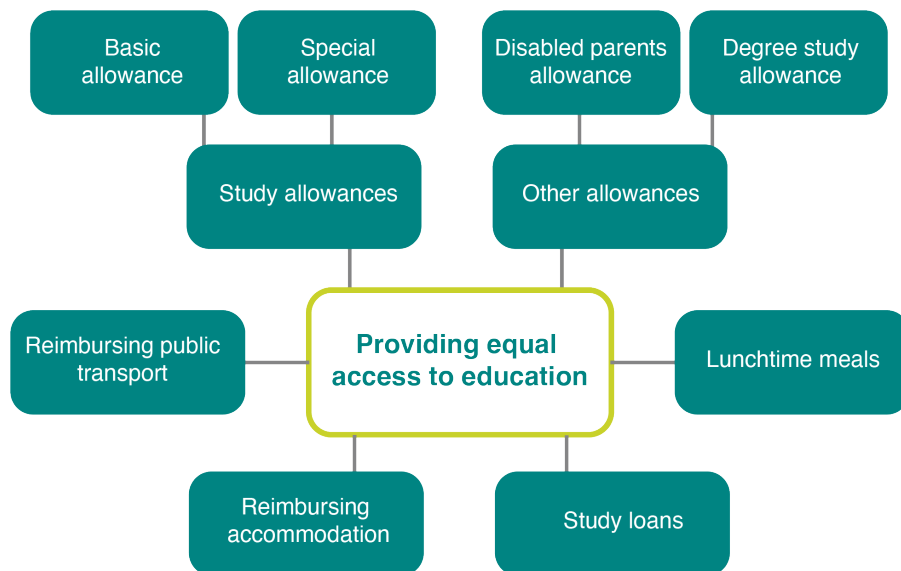 Basic
allowance
Special
allowance
Disabled parents
allowance
Degree study
allowance
Study allowances
Other allowances
Reimbursing public
transport
Providing equal
access to education
Lunchtime meals
Reimbursing
accommodation
Study loans